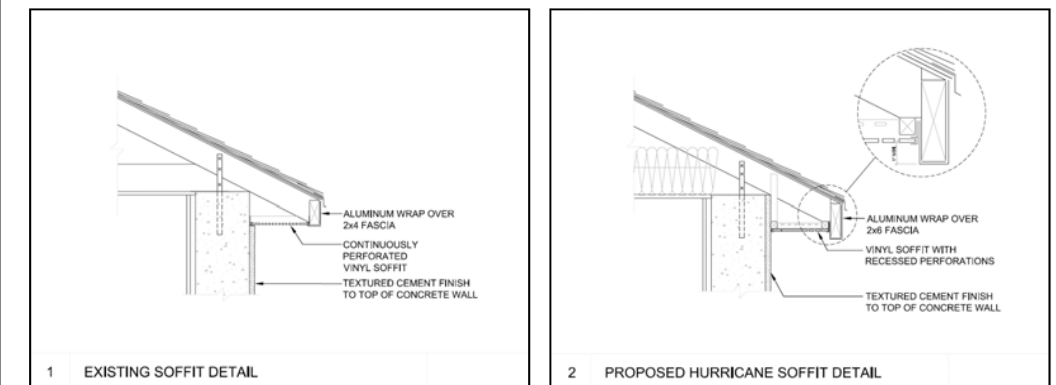 ALUMINUM WRAP OVER
2x4 FASCIA
CONTINUOUSLY
PERFORATED
VINYL SOFFIT
TEXTURED CEMENT FINISH
TO TOP OF CONCRETE WALL
1 EXISTING SOFFIT DETAIL
ALUMINUM WRAP OVER
2x6 FASCIA
VINYL SOFFIT WITH
RECESSED PERFORATIONS
TEXTURED CEMENT FINISH
TO TOP OF CONCRETE WALL
2 PROPOSED HURRICANE SOFFIT DETAIL